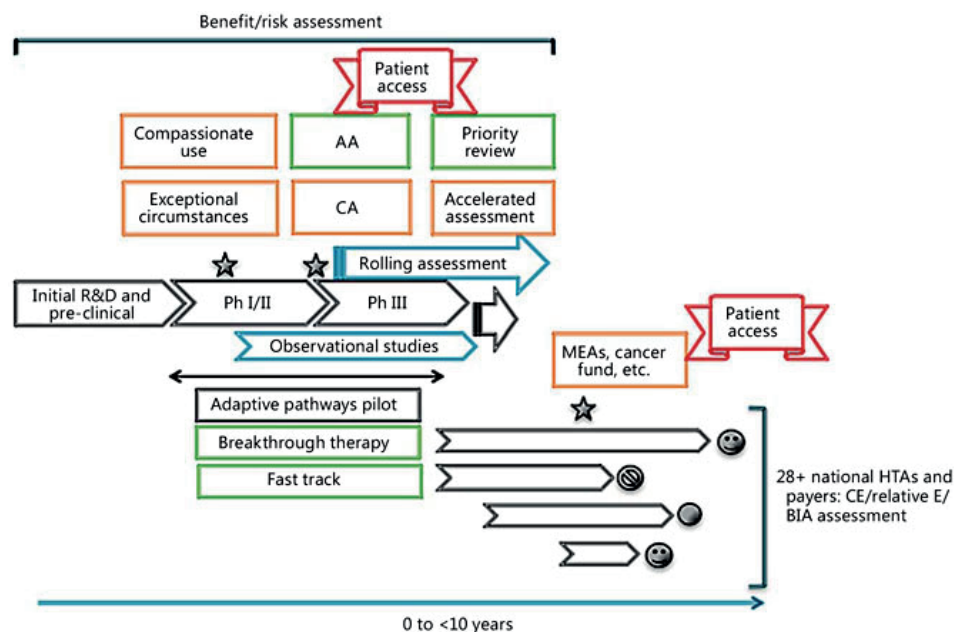 Benefit/risk assessment
Patient
access
Compassionate
use
AA
Priority
review
Exceptional
circumstances
CA
Accelerated
assessment
Rolling assessment
Initial R&D and
pre-clinical
Ph I/II
Ph III
Observational studies
MEAs, cancer
fund, etc.
Patient
access
Adaptive pathways pilot
Breakthrough therapy
Fast track
28+ national HTAs and
payers: CE/relative E/
BIA assessment
0 to <10 years